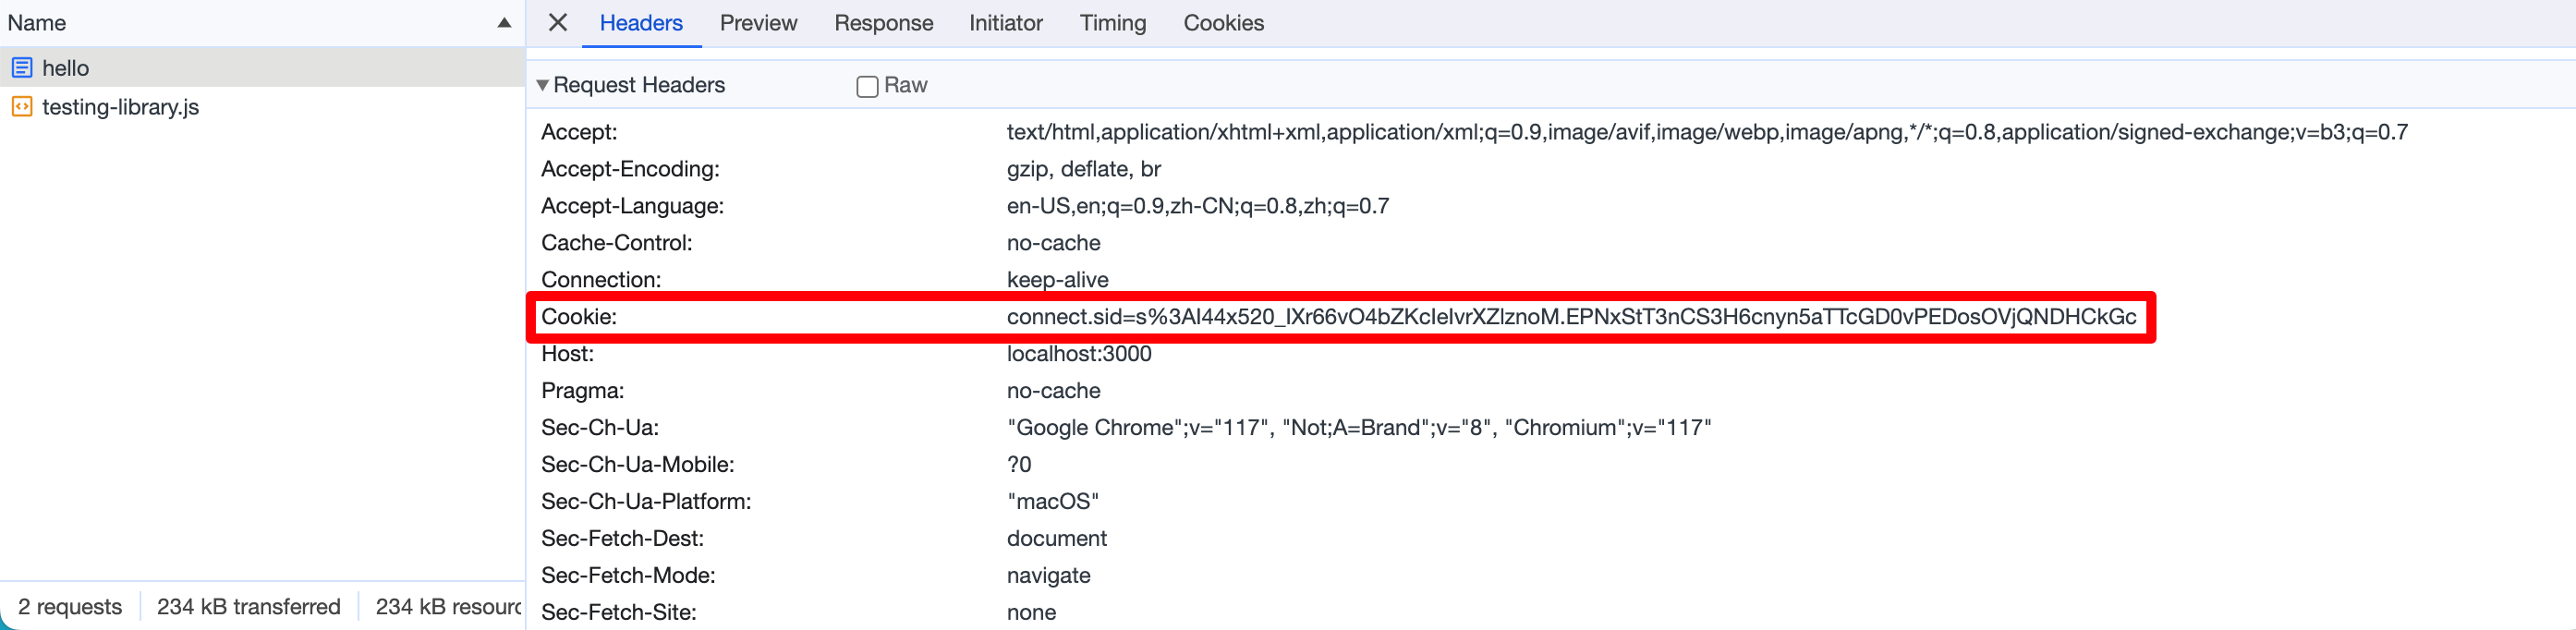 Name
hello
testing-library.js
2 requests 234 kB transferred 234 kB resourc
Headers Preview Response Initiator Timing Cookies
Request Headers Raw
Accept: text/html,application/xhtml+xml,application/xml;q=0.9,image/avif,image/webp,image/apng,*/*;q=0.8,application/signed-exchange;v=b3;q=0.7
Accept-Encoding: gzip, deflate, br
Accept-Language: en-US,en;q=0.9,zh-CN;q=0.8,zh;q=0.7
Cache-Control: no-cache
Connection: keep-alive
Cookie: connect.sid=s%3AI44x520_IXr66vO4bZKcIeIvrXZlznoM.EPNxStT3nCS3H6cnyn5aTTcGD0vPEDosOVjQNDHCkGc
Host: localhost:3000
Pragma: no-cache
Sec-Ch-Ua: "Google Chrome";v="117", "Not;A=Brand";v="8", "Chromium";v="117"
Sec-Ch-Ua-Mobile: ?0
Sec-Ch-Ua-Platform: "macOS"
Sec-Fetch-Dest: document
Sec-Fetch-Mode: navigate
Sec-Fetch-Site: none